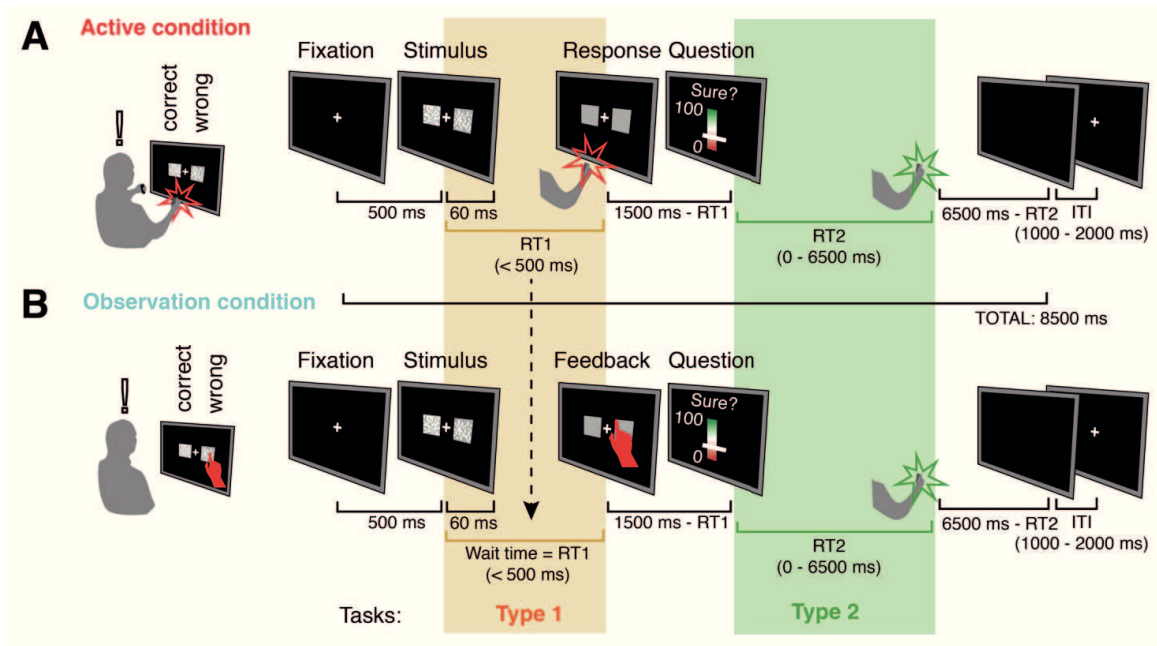 A
Active condition
correct
wrong
!
Fixation
Stimulus
Response
Question
+
+
+
+
Sure?
100
0
+
500 ms
60 ms
1500 ms - RT1
6500 ms - RT2
ITI
(1000 - 2000 ms)
RT1
(< 500 ms)
RT2
(0 - 6500 ms)
TOTAL: 8500 ms
B
Observation condition
correct
wrong
!
Fixation
Stimulus
Feedback
Question
+
+
+
+
Sure?
100
0
+
500 ms
60 ms
1500 ms - RT1
6500 ms - RT2
ITI
(1000 - 2000 ms)
Wait time = RT1
(< 500 ms)
RT2
(0 - 6500 ms)
Tasks:
Type 1
Type 2